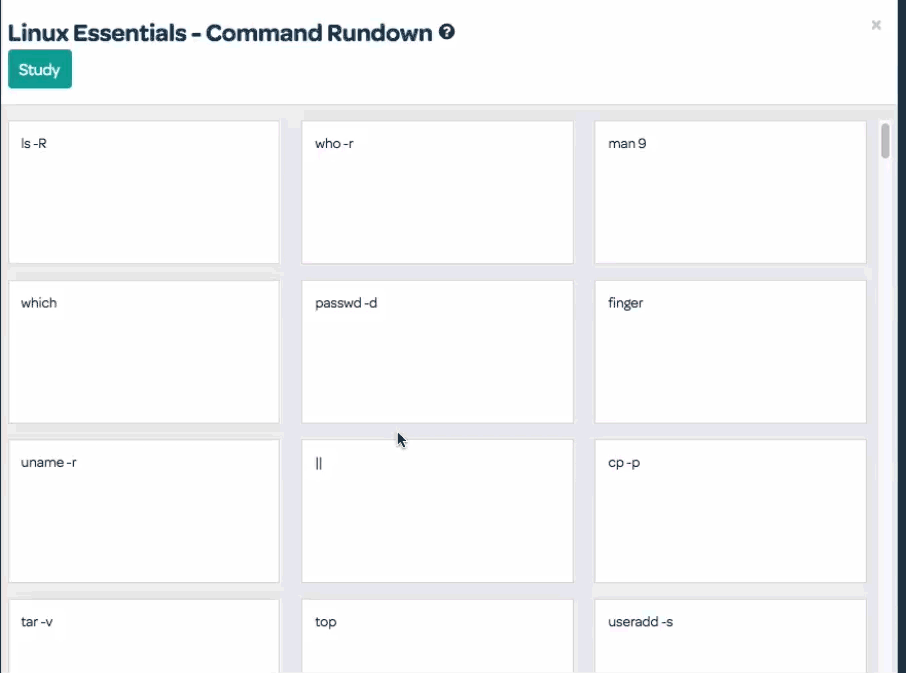 Linux Essentials - Command Rundown ?
×
Study
ls -R
who -r
man 9
which
passwd -d
finger
uname -r
||
cp -p
tar -v
top
useradd -s